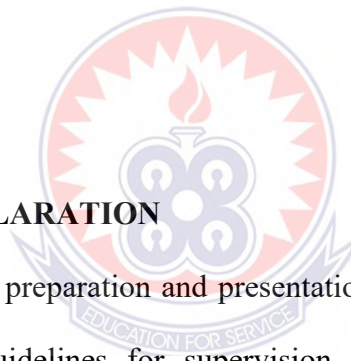 LARATION
preparation and presentatio
EDUCATION FOR SERVICE
uidelines for supervision